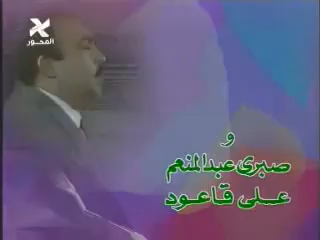 المحور
و
صبرى عبدالمنعم
على قاعود